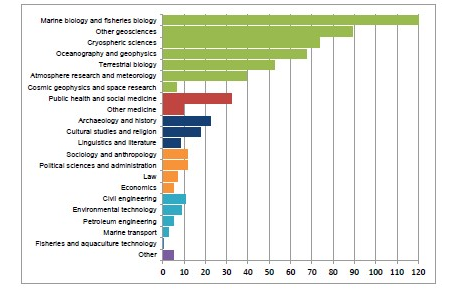 Marine biology and fisheries biology
Other geosciences
Cryospheric sciences
Oceanography and geophysics
Terrestrial biology
Atmosphere research and meteorology
Cosmic geophysics and space research
Public health and social medicine
Other medicine
Archaeology and history
Cultural studies and religion
Linguistics and literature
Sociology and anthropology
Political sciences and administration
Law
Economics
Civil engineering
Environmental technology
Petroleum engineering
Marine transport
Fisheries and aquaculture technology
Other
0 10 20 30 40 50 60 70 80 90 100 110 120